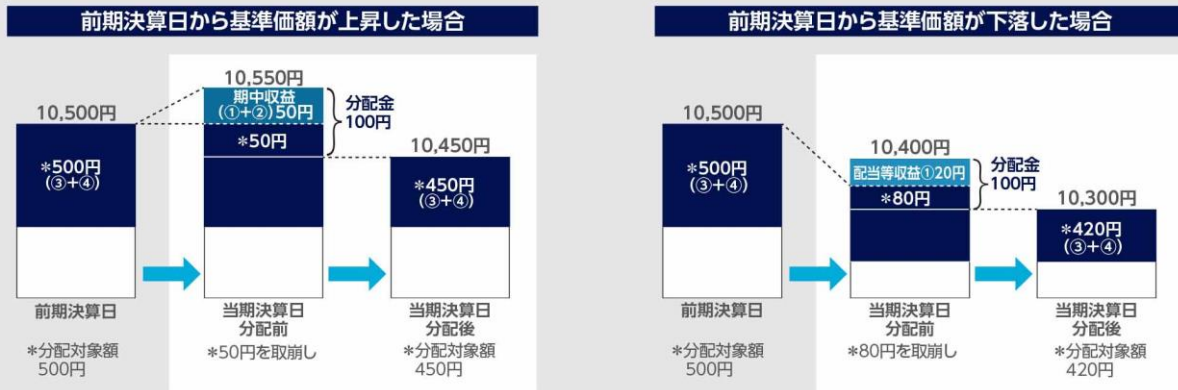 前期決算日から基準価額が上昇した場合
10,500円
*500円
(③+④)
前期決算日
*分配対象額
500円
10,550円
期中収益
(①+②)50円
*50円
分配金
100円
当期決算日
分配前
*50円を取崩し
10,450円
*450円
(③+④)
当期決算日
分配後
*分配対象額
450円
前期決算日から基準価額が下落した場合
10,500円
*500円
(③+④)
前期決算日
*分配対象額
500円
10,400円
配当等収益①20円
*80円
分配金
100円
当期決算日
分配前
*80円を取崩し
10,300円
*420円
(③+④)
当期決算日
分配後
*分配対象額
420円